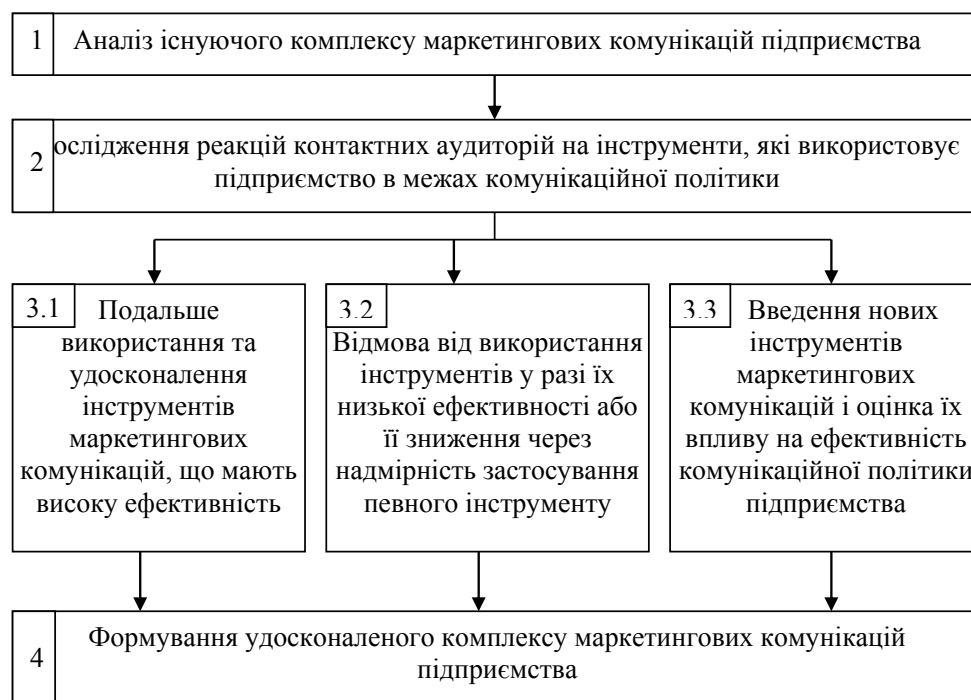 1 Аналіз існуючого комплексу маркетингових комунікацій підприємства
2 ослідження реакцій контактних аудиторій на інструменти, які використовує
підприємство в межах комунікаційної політики
3.1 Подальше
використання та
удосконалення
інструментів
маркетингових
комунікацій, що мають
високу ефективність
3.2
Відмова від використання
інструментів у разі їх
низької ефективності або
її зниження через
надмірність застосування
певного інструменту
3.3 Введення нових
інструментів
маркетингових
комунікацій і оцінка їх
впливу на ефективність
комунікаційної політики
підприємства
4 Формування удосконаленого комплексу маркетингових комунікацій
підприємства